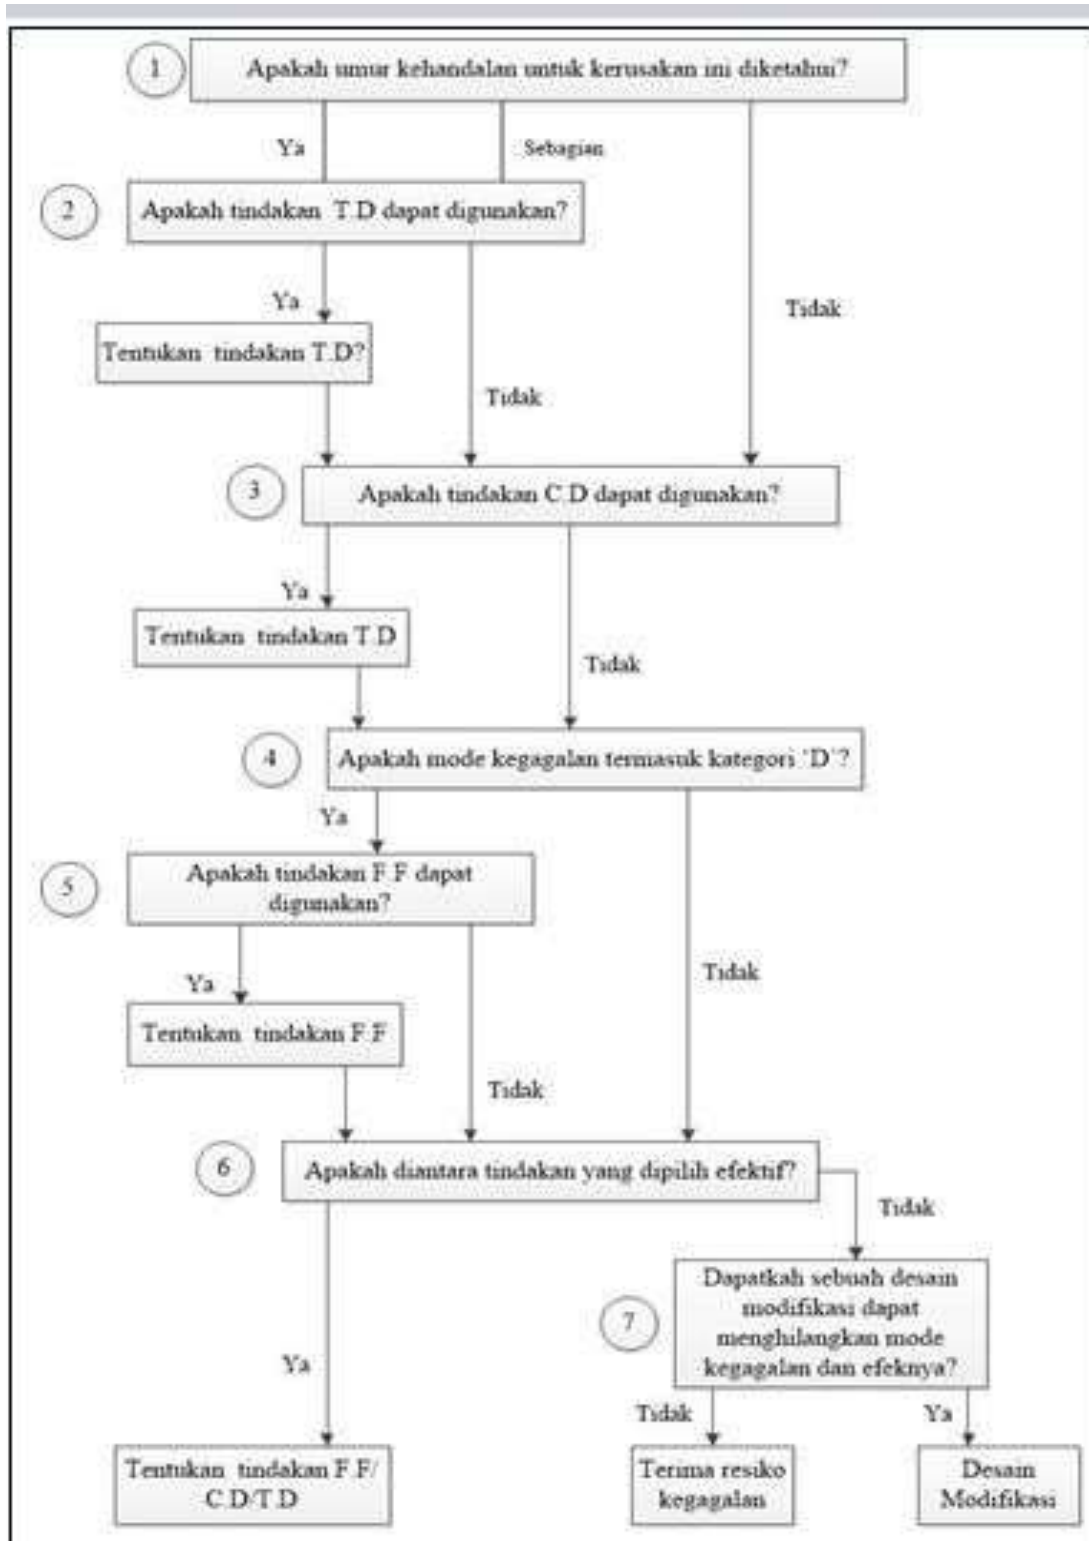 1
Apakah umur kehandalan untuk kerusakan ini diketahui?
Ya
Sebagian
2
Apakah tindakan T.D dapat digunakan?
Ya
Tidak
Tentukan tindakan T.D?
Tidak
3
Apakah tindakan C.D dapat digunakan?
Ya
Tentukan tindakan T.D
Tidak
4
Apakah mode kegagalan termasuk kategori 'D'?
Ya
5
Apakah tindakan F.F dapat
digunakan?
Ya
Tidak
Tentukan tindakan F.F
Tidak
6
Apakah diantara tindakan yang dipilih efektif?
Tidak
7
Dapatkah sebuah desain
modifikasi dapat
menghilangkan mode
kegagalan dan efeknya?
Ya
Tidak
Ya
Tentukan tindakan F.F/
C.D/T.D
Terima resiko
kegagalan
Desain
Modifikasi